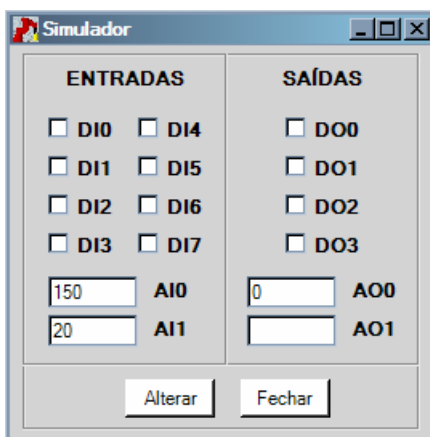 Simulador
ENTRADAS SAÍDAS
DI0 DI4 DO0
DI1 DI5 DO1
DI2 DI6 DO2
DI3 DI7 DO3
150 AI0 0 AO0
20 AI1 AO1
Alterar Fechar